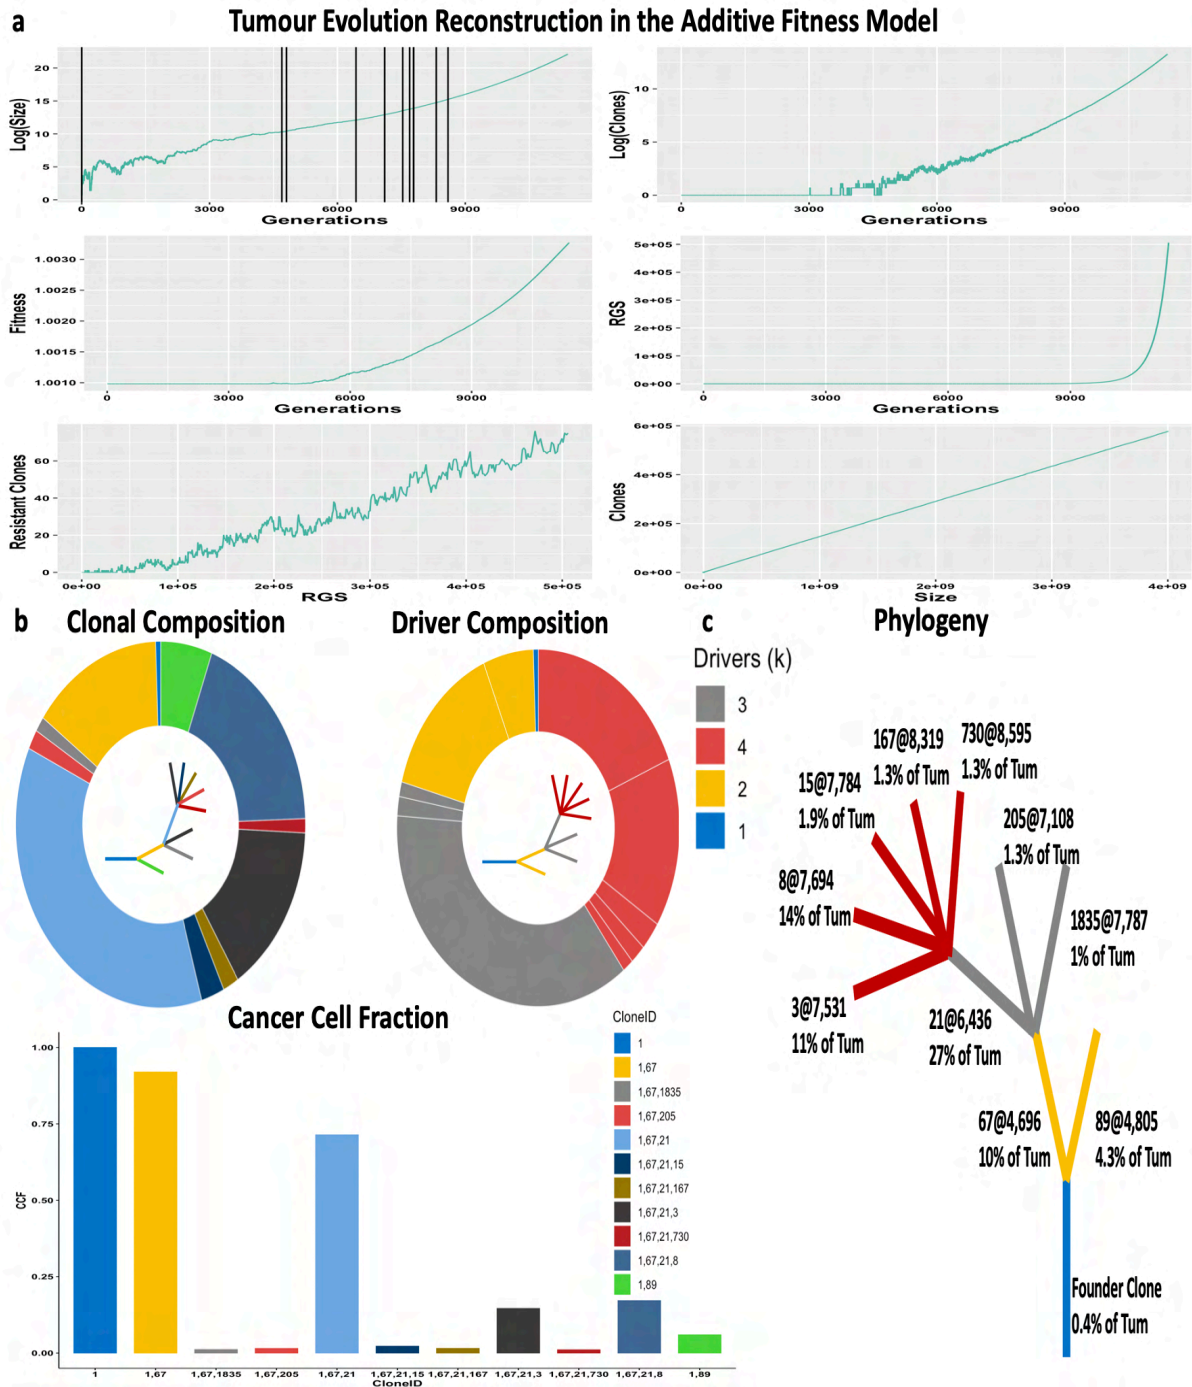 a
Tumour Evolution Reconstruction in the Additive Fitness Model
Log(Size)
20
15
10
5
0
0 3000 6000 9000
Generations
Log(Clones)
10
5
0
0 3000 6000 9000
Generations
Fitness
1.0030
1.0025
1.0020
1.0015
1.0010
0 3000 6000 9000
Generations
RGS
5e+05
4e+05
3e+05
2e+05
1e+05
0e+00
0 3000 6000 9000
Generations
Resistant Clones
60
40
20
0
0e+00 1e+05 2e+05 3e+05 4e+05 5e+05
RGS
Clones
6e+05
4e+05
2e+05
0e+00
0e+00 1e+09 2e+09 3e+09 4e+09
Size
b
Clonal Composition
Driver Composition
Drivers (k)
3
4
2
1
Cancer Cell Fraction
CCF
1.00
0.75
0.50
0.25
0.00
1 1,67 1,67,1835 1,67,205 1,67,21 1,67,21,15 1,67,21,167 1,67,21,3 1,67,21,730 1,67,21,8 1,89
CloneID
CloneID
1
1,67
1,67,1835
1,67,205
1,67,21
1,67,21,15
1,67,21,167
1,67,21,3
1,67,21,730
1,67,21,8
1,89
c
Phylogeny
730@8,595
1.3% of Tum
167@8,319
1.3% of Tum
15@7,784
1.9% of Tum
205@7,108
1.3% of Tum
8@7,694
14% of Tum
1835@7,787
1% of Tum
3@7,531
11% of Tum
21@6,436
27% of Tum
67@4,696
10% of Tum
89@4,805
4.3% of Tum
Founder Clone
0.4% of Tum